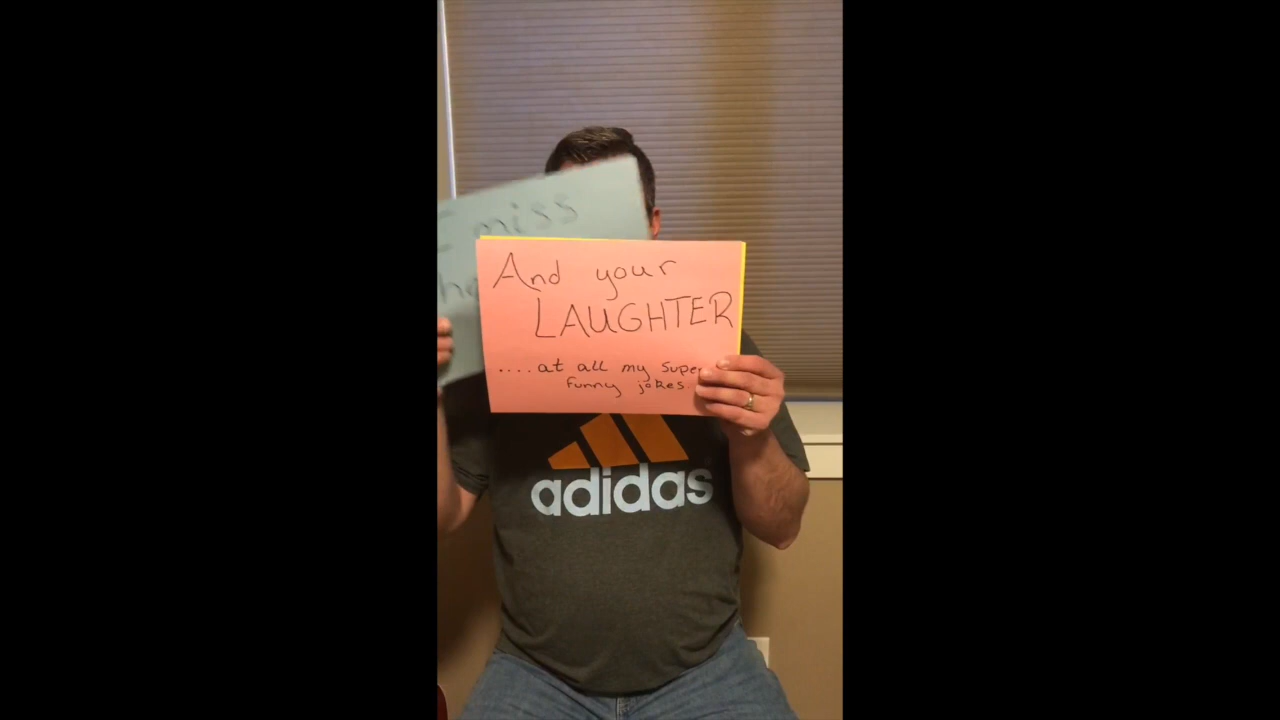 I miss
And your
LAUGHTER
....at all my super
funny jokes.
adidas